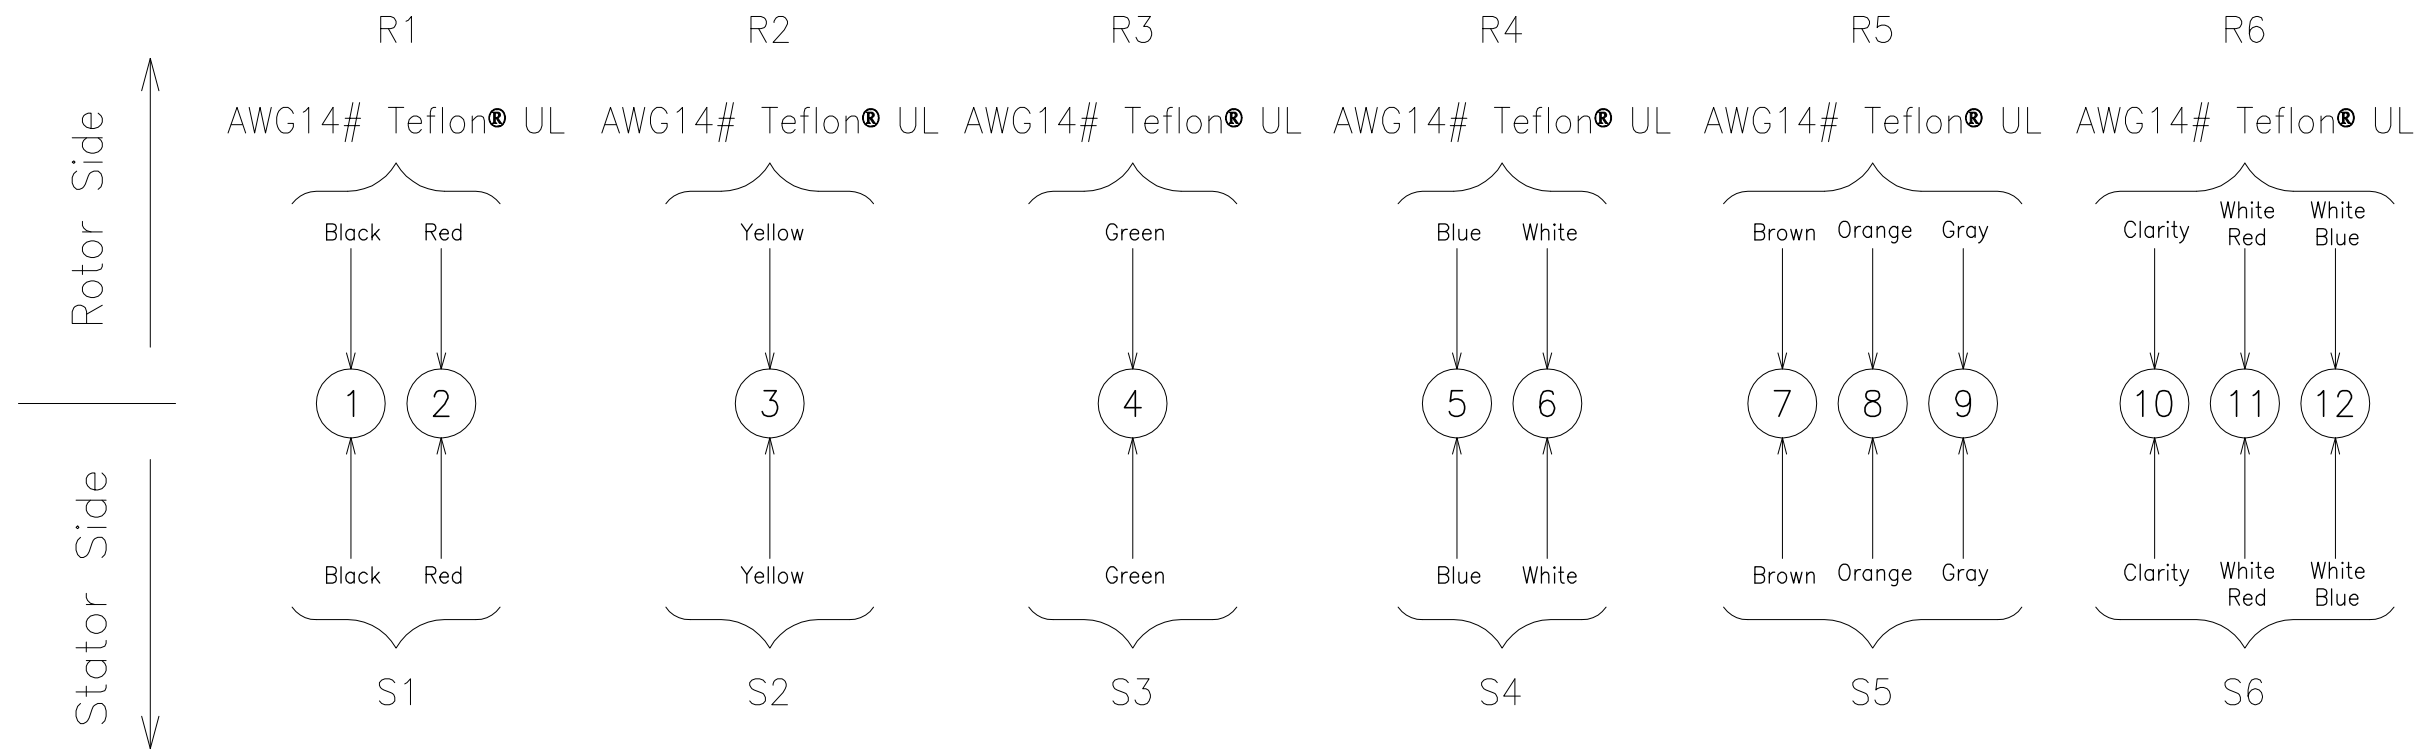 R1 R2 R3 R4 R5 R6
AWG14# Teflon® UL AWG14# Teflon® UL AWG14# Teflon® UL AWG14# Teflon® UL AWG14# Teflon® UL AWG14# Teflon® UL
Rotor Side
Black Red Yellow Green Blue White Brown Orange Gray Clarity White Red White Blue
1 2 3 4 5 6 7 8 9 10 11 12
Stator Side
Black Red Yellow Green Blue White Brown Orange Gray Clarity White Red White Blue
S1 S2 S3 S4 S5 S6